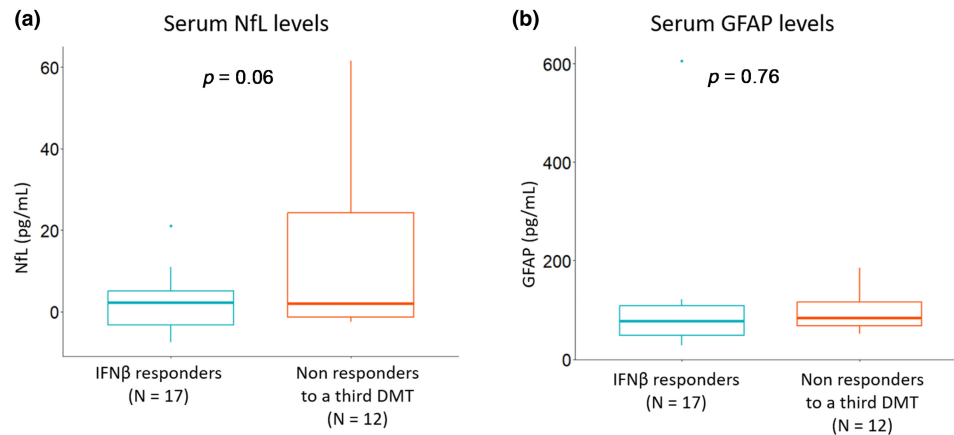 (a)
Serum NfL levels
p = 0.06
NfL (pg/mL)
60
40
20
0
IFNβ responders
(N = 17)
Non responders
to a third DMT
(N = 12)
(b)
Serum GFAP levels
p = 0.76
GFAP (pg/mL)
600
400
200
0
IFNβ responders
(N = 17)
Non responders
to a third DMT
(N = 12)